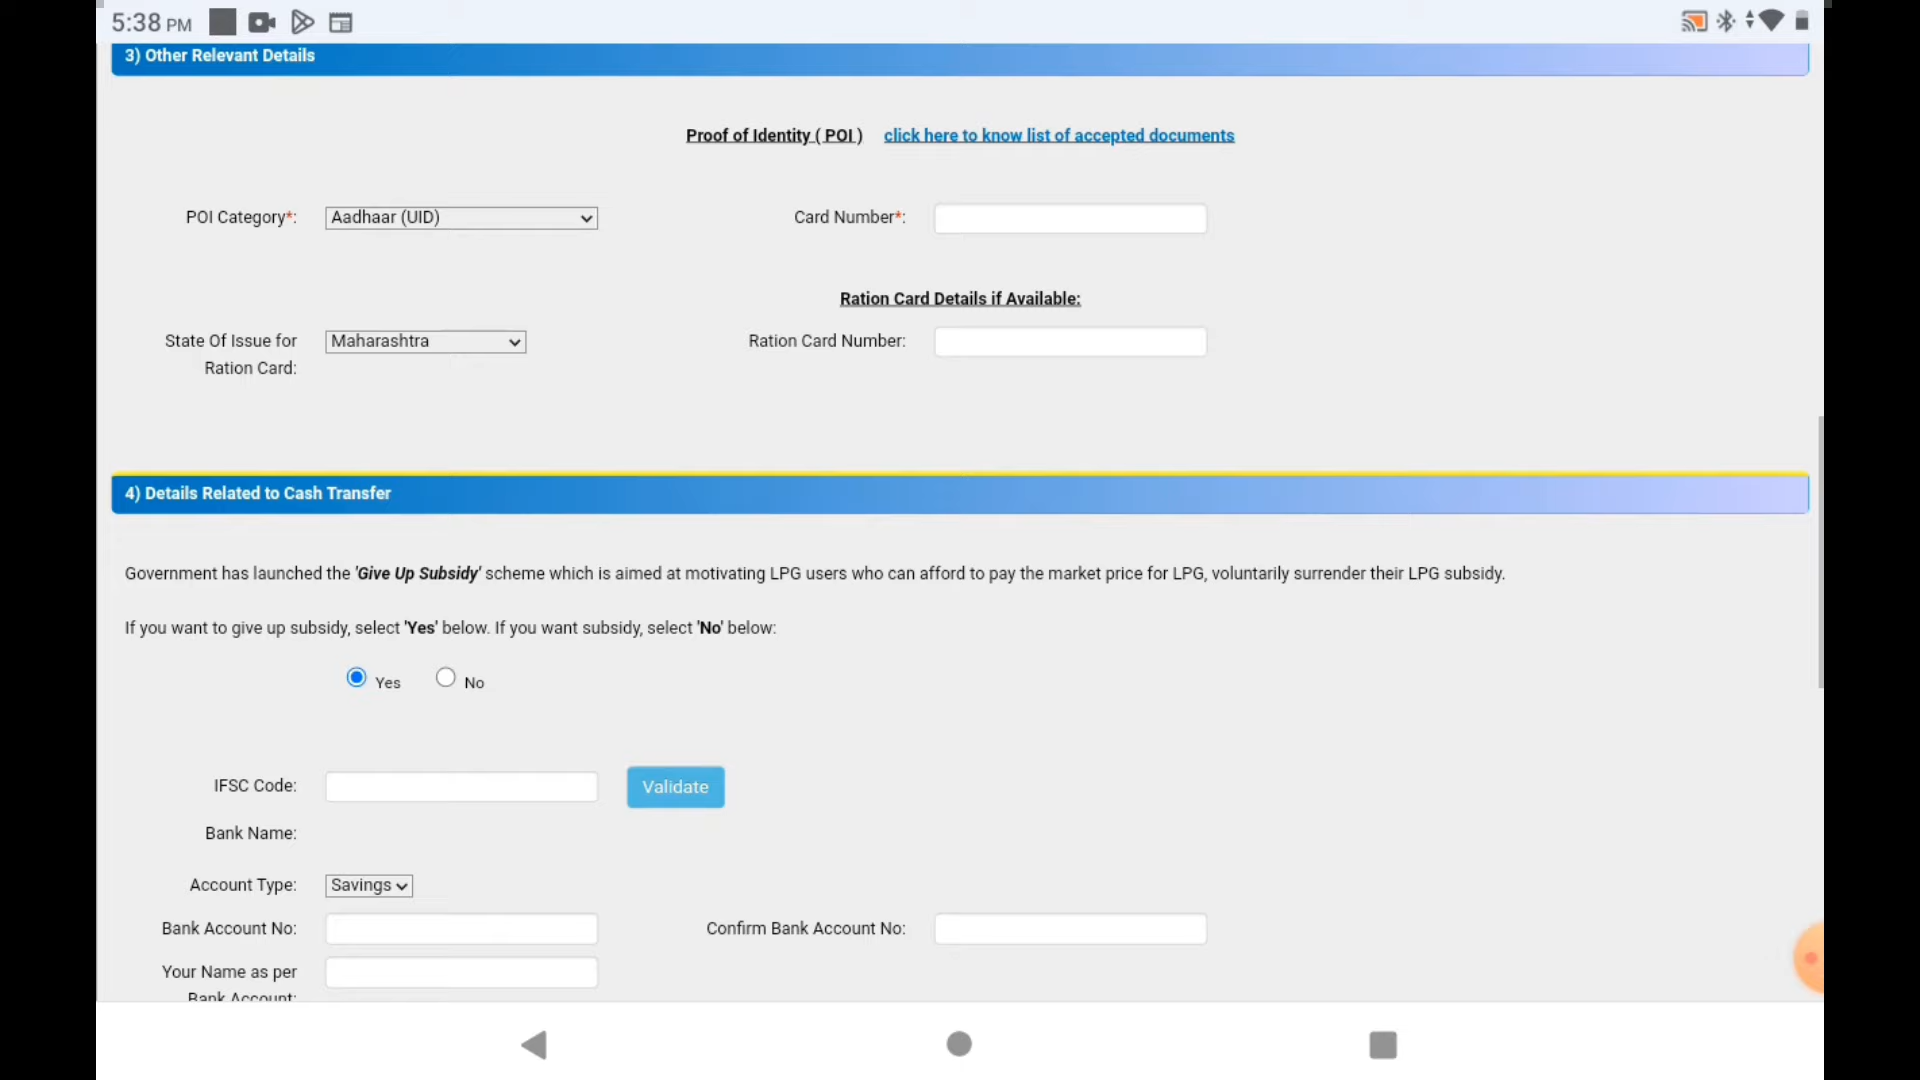 5:38 PM
3) Other Relevant Details
Proof of Identity ( POI ) click here to know list of accepted documents
POI Category*: Aadhaar (UID) Card Number*:
Ration Card Details if Available:
State Of Issue for Maharashtra Ration Card Number:
Ration Card:
4) Details Related to Cash Transfer
Government has launched the 'Give Up Subsidy' scheme which is aimed at motivating LPG users who can afford to pay the market price for LPG, voluntarily surrender their LPG subsidy.
If you want to give up subsidy, select 'Yes' below. If you want subsidy, select 'No' below:
Yes No
IFSC Code: Validate
Bank Name:
Account Type: Savings
Bank Account No: Confirm Bank Account No:
Your Name as per
Bank Account: